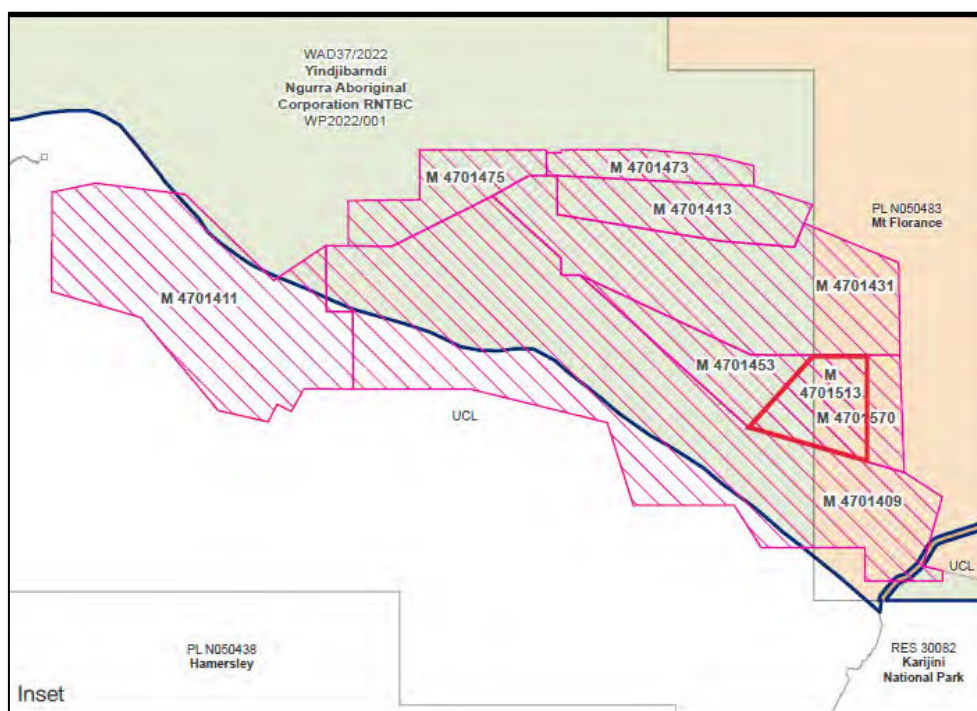 WAD37/2022
Yindjibarndi
Ngurra Aboriginal
Corporation RNTBC
WP2022/001
M 4701475
M 4701473
M 4701413
PL N050483
Mt Florance
M 4701431
M 4701411
M 4701453
M
4701513
M 4701570
UCL
M 4701409
UCL
PL N050438
Hamersley
RES 30082
Karijini
National Park
Inset